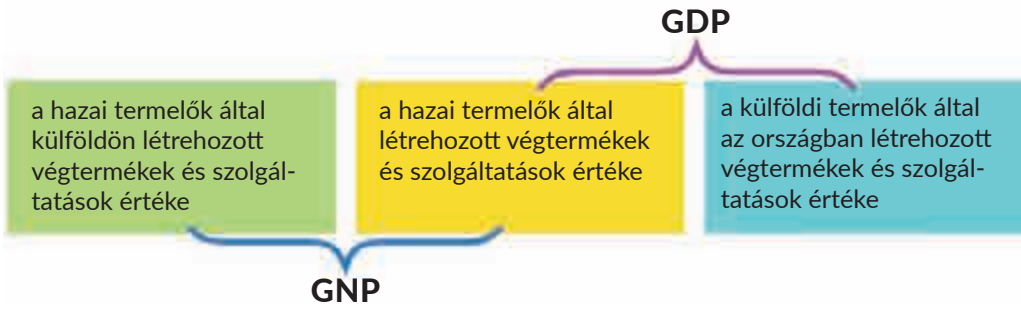 GDP
a hazai termelők által
külföldön létrehozott
végtermékek és szolgál-
tatások értéke
a hazai termelők által
létrehozott végtermékek
és szolgáltatások értéke
a külföldi termelők által
az országban létrehozott
végtermékek és szolgál-
tatások értéke
GNP